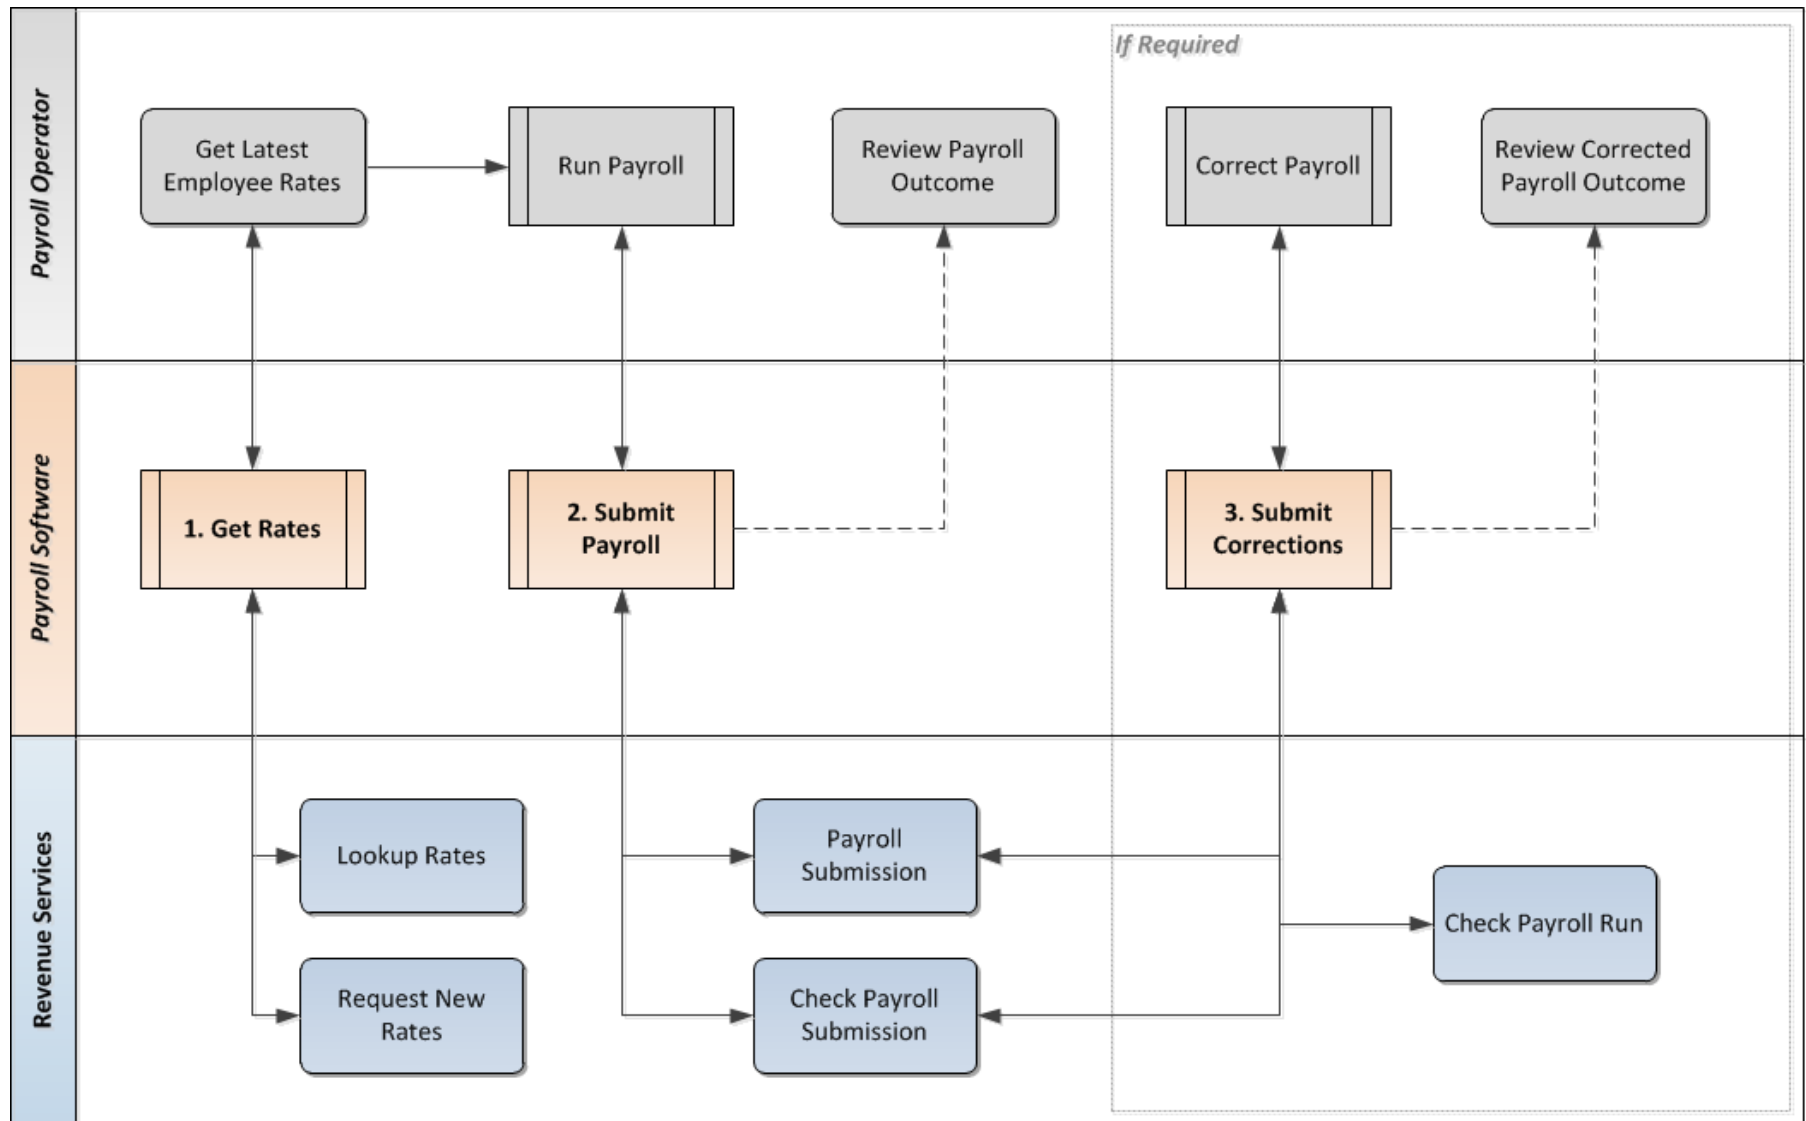 If Required
Payroll Operator
Get Latest
Employee Rates
Run Payroll
Review Payroll
Outcome
Correct Payroll
Review Corrected
Payroll Outcome
Payroll Software
1. Get Rates
2. Submit
Payroll
3. Submit
Corrections
Revenue Services
Lookup Rates
Payroll
Submission
Check Payroll Run
Request New
Rates
Check Payroll
Submission